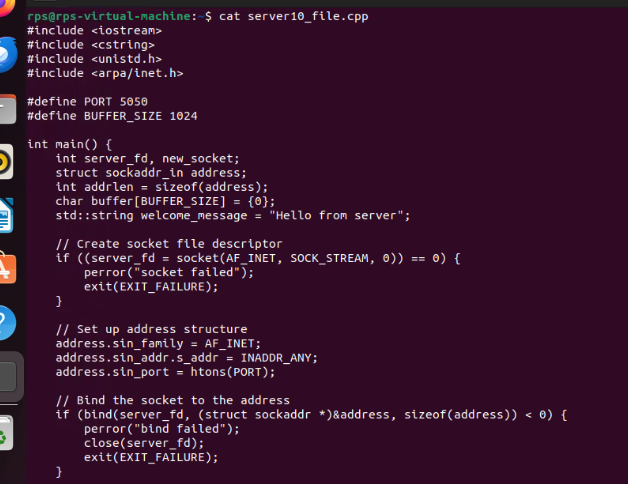 rps@rps-virtual-machine:~$ cat server10_file.cpp
#include <iostream>
#include <cstring>
#include <unistd.h>
#include <arpa/inet.h>

#define PORT 5050
#define BUFFER_SIZE 1024

int main() {
    int server_fd, new_socket;
    struct sockaddr_in address;
    int addrlen = sizeof(address);
    char buffer[BUFFER_SIZE] = {0};
    std::string welcome_message = "Hello from server";

    // Create socket file descriptor
    if ((server_fd = socket(AF_INET, SOCK_STREAM, 0)) == 0) {
        perror("socket failed");
        exit(EXIT_FAILURE);
    }

    // Set up address structure
    address.sin_family = AF_INET;
    address.sin_addr.s_addr = INADDR_ANY;
    address.sin_port = htons(PORT);

    // Bind the socket to the address
    if (bind(server_fd, (struct sockaddr *)&address, sizeof(address)) < 0) {
        perror("bind failed");
        close(server_fd);
        exit(EXIT_FAILURE);
    }